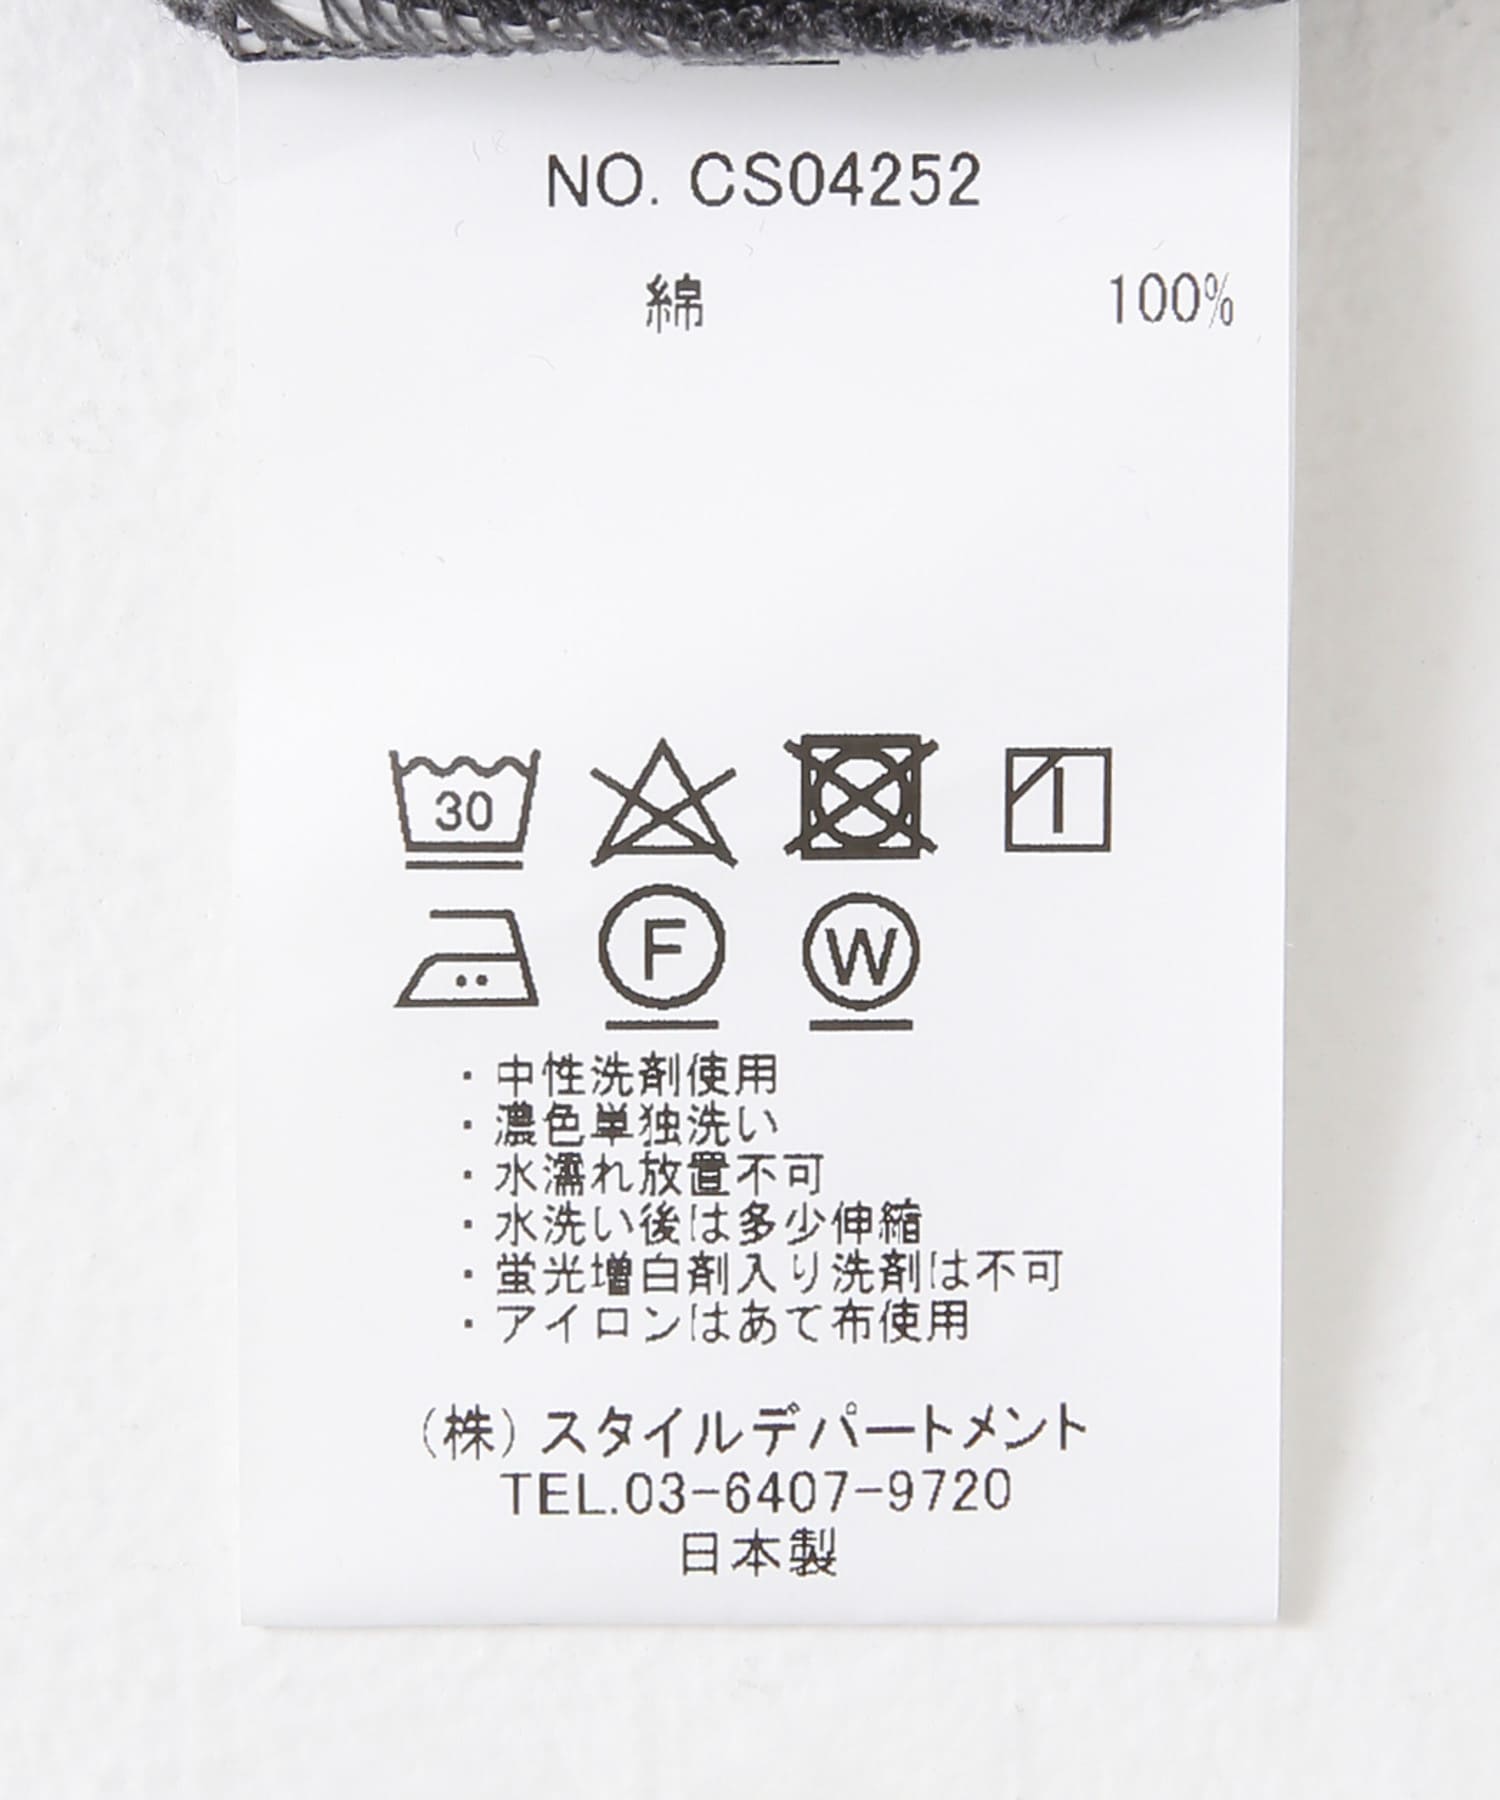 NO. CS04252
綿 100%
30
F W
・中性洗剤使用
・濃色単独洗い
・水濡れ放置不可
・水洗い後は多少伸縮
・蛍光増白剤入り洗剤は不可
・アイロンはあて布使用
(株)スタイルデパートメント
TEL.03-6407-9720
日本製